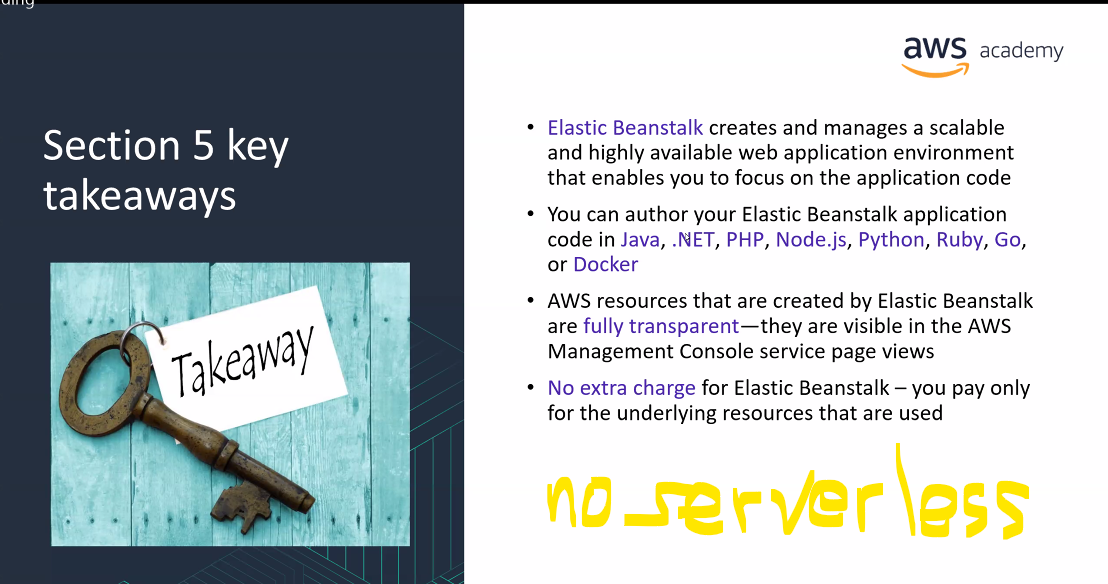 ding
aws academy
Section 5 key
takeaways
Takeaway
• Elastic Beanstalk creates and manages a scalable
and highly available web application environment
that enables you to focus on the application code
• You can author your Elastic Beanstalk application
code in Java, .NET, PHP, Node.js, Python, Ruby, Go,
or Docker
• AWS resources that are created by Elastic Beanstalk
are fully transparent—they are visible in the AWS
Management Console service page views
• No extra charge for Elastic Beanstalk – you pay only
for the underlying resources that are used
no serverless